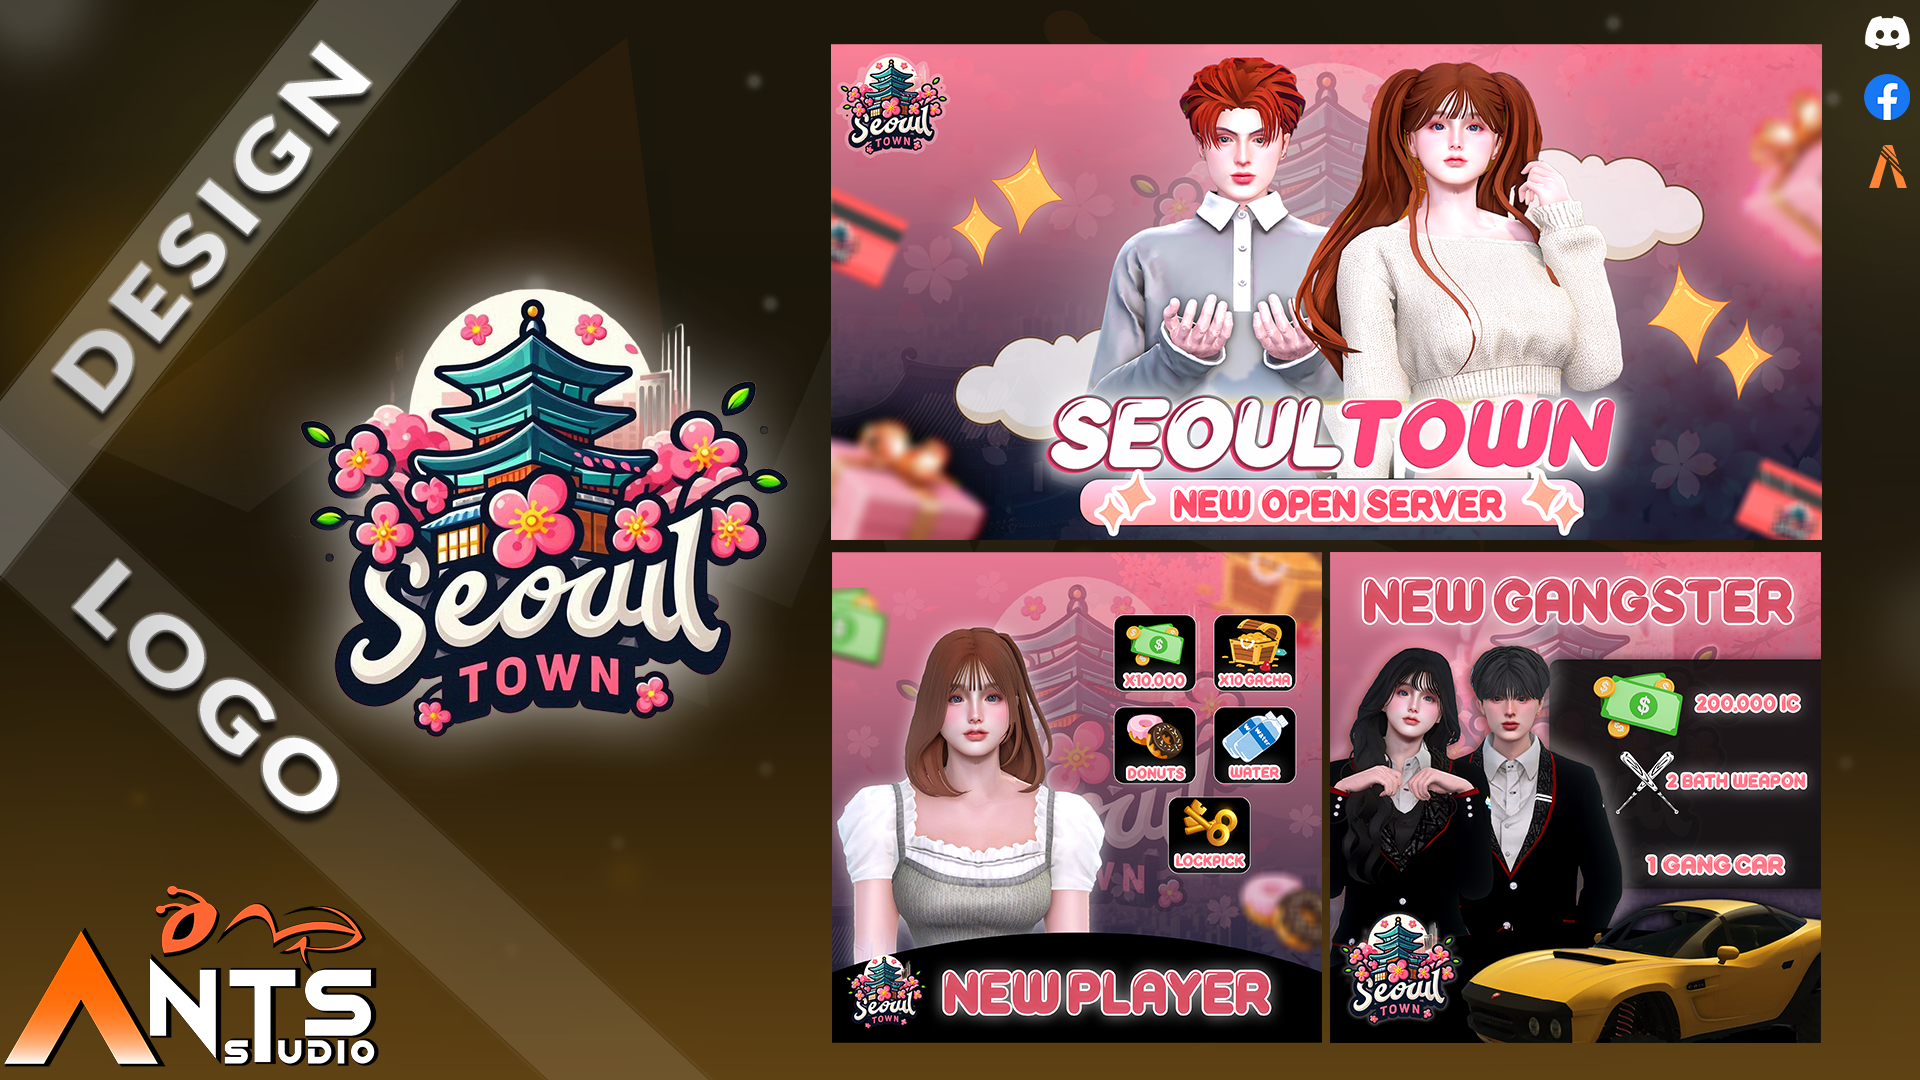 DESIGN
LOGO
Seoul
TOWN
ANTS
STUDIO
Seoul
TOWN
SEOULTOWN
NEW OPEN SERVER
X10,000
X10 GACHA
DONUTS
Water
WATER
LOCKPICK
Seoul
TOWN
NEW PLAYER
NEW GANGSTER
200,000 IC
2 BATH WEAPON
1 GANG CAR
Seoul
TOWN